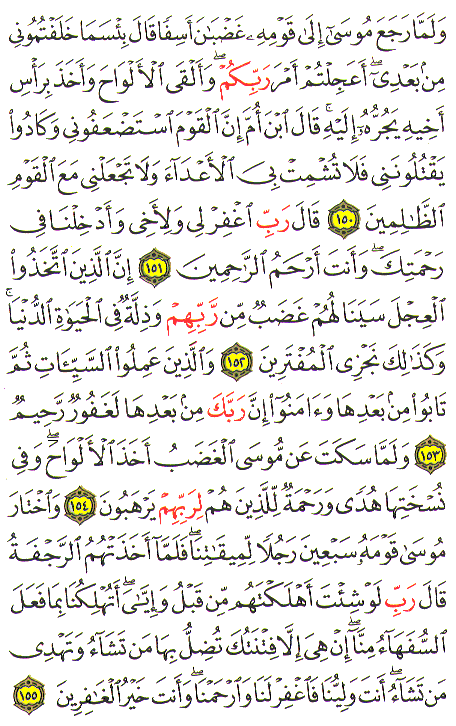 وَلَمَّا رَجَعَ مُوسَىٰٓ إِلَىٰ قَوْمِهِۦ غَضْبَٰنَ أَسِفًا قَالَ بِئْسَمَا خَلَفْتُمُونِى
مِنۢ بَعْدِىٓ ۖ أَعَجِلْتُمْ أَمْرَ رَبِّكُمْ ۖ وَأَلْقَى ٱلْأَلْوَاحَ وَأَخَذَ بِرَأْسِ
أَخِيهِ يَجُرُّهُۥٓ إِلَيْهِ ۚ قَالَ ٱبْنَ أُمَّ إِنَّ ٱلْقَوْمَ ٱسْتَضْعَفُونِى وَكَادُوا۟
يَقْتُلُونَنِى فَلَا تُشْمِتْ بِىَ ٱلْأَعْدَآءَ وَلَا تَجْعَلْنِى مَعَ ٱلْقَوْمِ
ٱلظَّٰلِمِينَ ١٥٠ قَالَ رَبِّ ٱغْفِرْ لِى وَلِأَخِى وَأَدْخِلْنَا فِى
رَحْمَتِكَ ۖ وَأَنتَ أَرْحَمُ ٱلرَّٰحِمِينَ ١٥١ إِنَّ ٱلَّذِينَ ٱتَّخَذُوا۟
ٱلْعِجْلَ سَيَنَالُهُمْ غَضَبٌ مِّن رَّبِّهِمْ وَذِلَّةٌ فِى ٱلْحَيَوٰةِ ٱلدُّنْيَا ۚ
وَكَذَٰلِكَ نَجْزِى ٱلْمُفْتَرِينَ ١٥٢ وَٱلَّذِينَ عَمِلُوا۟ ٱلسَّيِّـَٔاتِ ثُمَّ
تَابُوا۟ مِنۢ بَعْدِهَا وَءَامَنُوٓا۟ إِنَّ رَبَّكَ مِنۢ بَعْدِهَا لَغَفُورٌ رَّحِيمٌ
١٥٣ وَلَمَّا سَكَتَ عَن مُّوسَى ٱلْغَضَبُ أَخَذَ ٱلْأَلْوَاحَ ۖ وَفِى
نُسْخَتِهَا هُدًى وَرَحْمَةٌ لِّلَّذِينَ هُمْ لِرَبِّهِمْ يَرْهَبُونَ ١٥٤ وَٱخْتَارَ
مُوسَىٰ قَوْمَهُۥ سَبْعِينَ رَجُلًا لِّمِيقَٰتِنَا ۖ فَلَمَّآ أَخَذَتْهُمُ ٱلرَّجْفَةُ
قَالَ رَبِّ لَوْ شِئْتَ أَهْلَكْتَهُم مِّن قَبْلُ وَإِيَّٰىَ ۖ أَتُهْلِكُنَا بِمَا فَعَلَ
ٱلسُّفَهَآءُ مِنَّآ ۖ إِنْ هِىَ إِلَّا فِتْنَتُكَ تُضِلُّ بِهَا مَن تَشَآءُ وَتَهْدِى
مَن تَشَآءُ ۖ أَنتَ وَلِيُّنَا فَٱغْفِرْ لَنَا وَٱرْحَمْنَا ۖ وَأَنتَ خَيْرُ ٱلْغَٰفِرِينَ ١٥٥